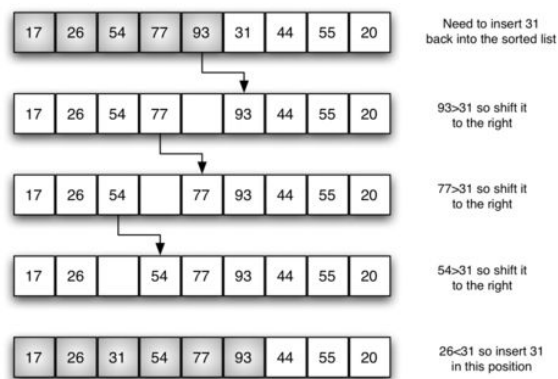 17 26 54 77 93 31 44 55 20
Need to insert 31
back into the sorted list
17 26 54 77 93 44 55 20
93>31 so shift it
to the right
17 26 54 77 93 44 55 20
77>31 so shift it
to the right
17 26 54 77 93 44 55 20
54>31 so shift it
to the right
17 26 31 54 77 93 44 55 20
26<31 so insert 31
in this position